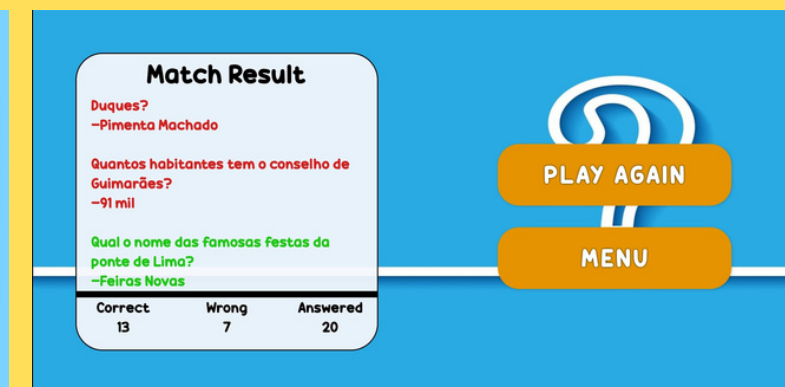 Match Result
Duques?
–Pimenta Machado
Quantos habitantes tem o conselho de
Guimarães?
–91 mil
Qual o nome das famosas festas da
ponte de Lima?
–Feiras Novas
Correct Wrong Answered
13 7 20
PLAY AGAIN
MENU